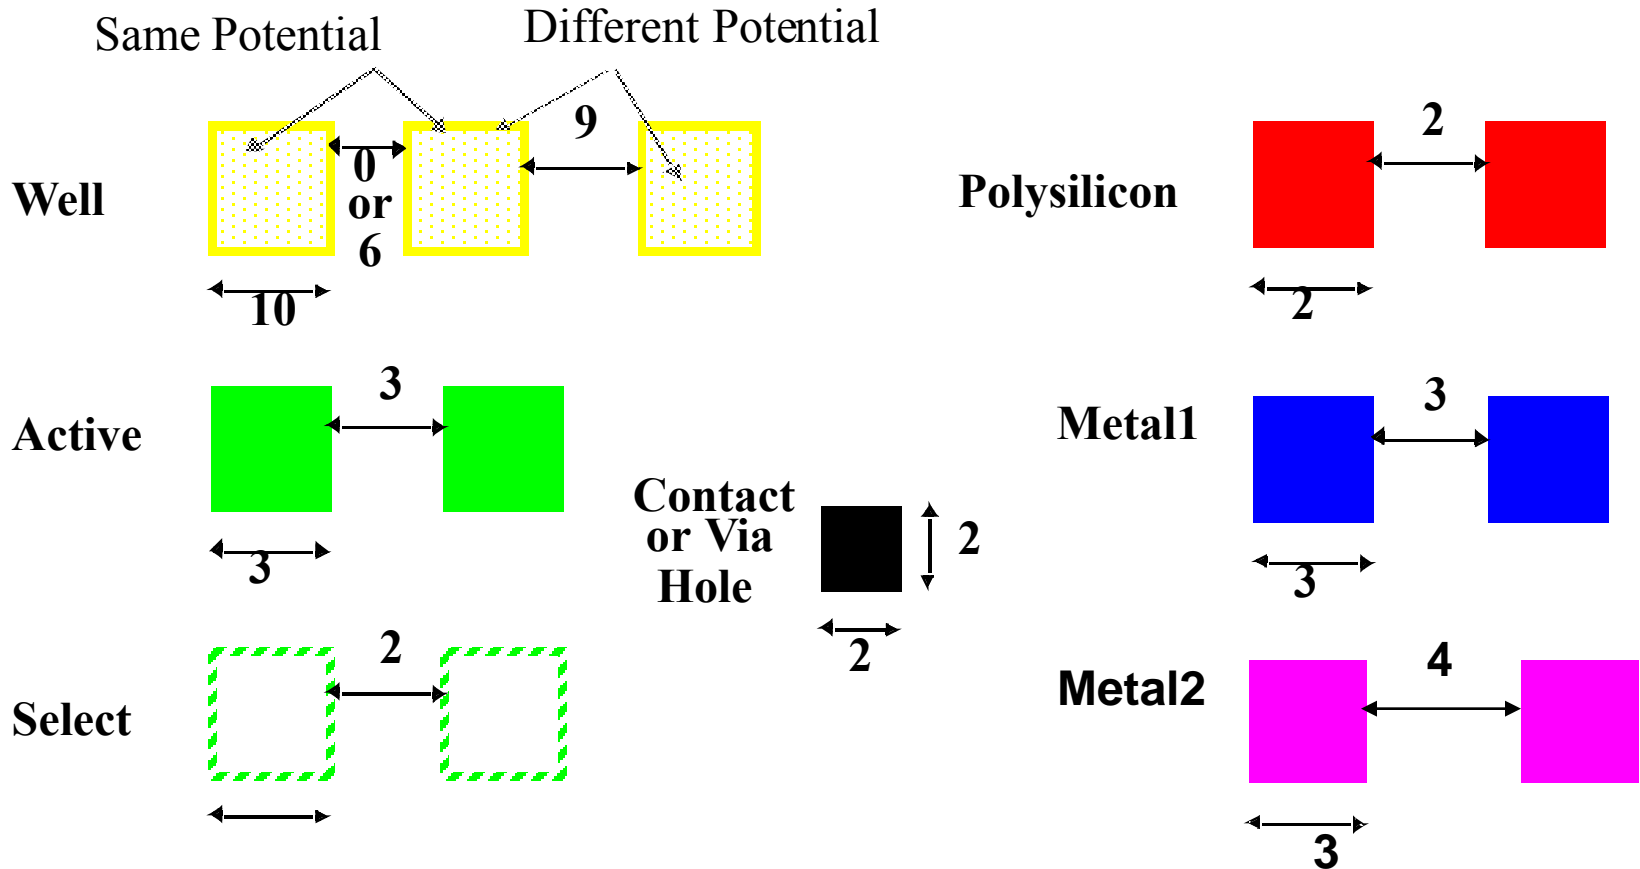 Same Potential
Different Potential
Well
0
or
6
9
10
Polysilicon
2
2
Active
3
3
Metal1
3
3
Contact
or Via
Hole
2
2
Select
2
Metal2
4
3